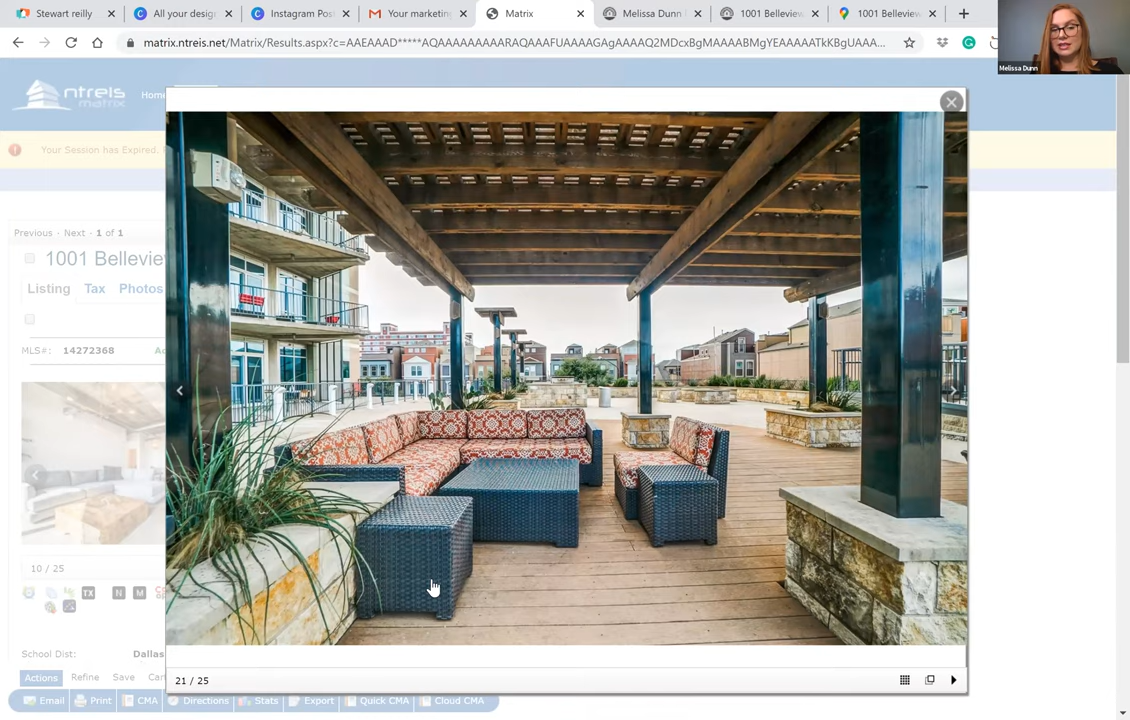 Stewart reilly
All your desig
Instagram Pos
Your marketing
Matrix
Melissa Dunn
1001 Bellevie
1001 Bellevie
matrix.ntreis.net/Matrix/Results.aspx?c=AAEAAAD*****AQAAAAAAAAARAQAAAFUAAAAGAgAAAAQ2MDcxBgMAAAABMgYEAAAAATkKBgUAAA...
Melissa Dunn
ntreis
matrix
Home
Your Session has Expired.
Previous · Next · 1 of 1
1001 Bellevie
Listing Tax Photos
MLS#: 14272368
10 / 25
TX N M
School Dist: Dallas
21 / 25
Actions Refine Save
Email Print CMA Directions Stats Export Quick CMA Cloud CMA